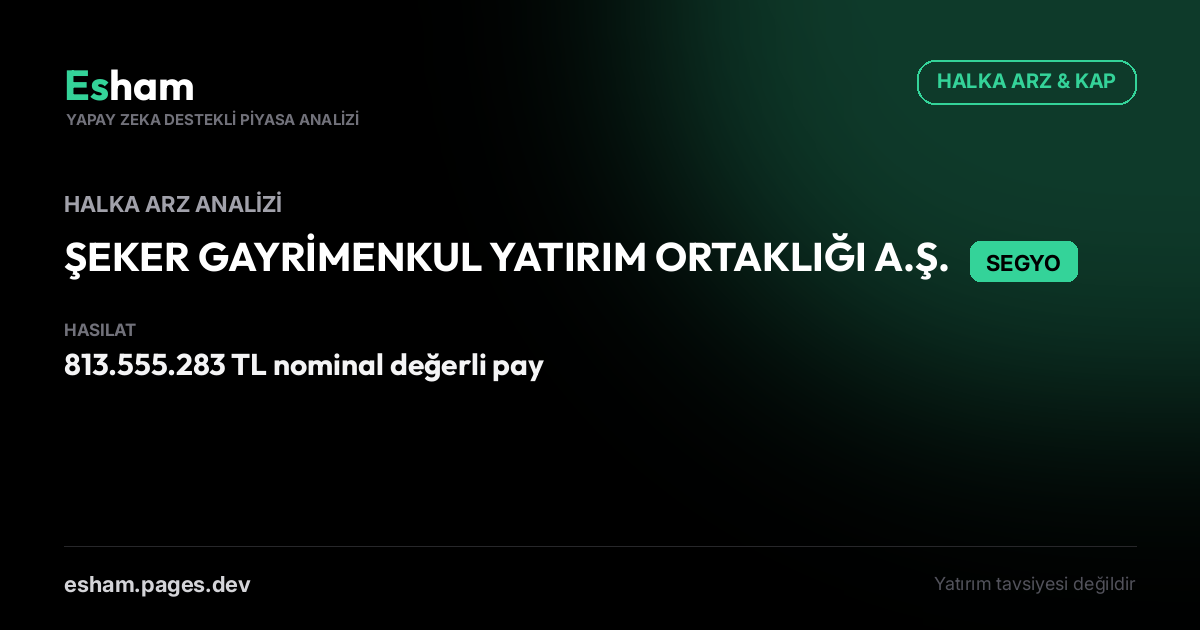 Esham
HALKA ARZ & KAP
YAPAY ZEKA DESTEKLİ PİYASA ANALİZİ
HALKA ARZ ANALİZİ
ŞEKER GAYRİMENKUL YATIRIM ORTAKLIĞI A.Ş. SEGYO
HASILAT
813.555.283 TL nominal değerli pay
esham.pages.dev
Yatırım tavsiyesi değildir